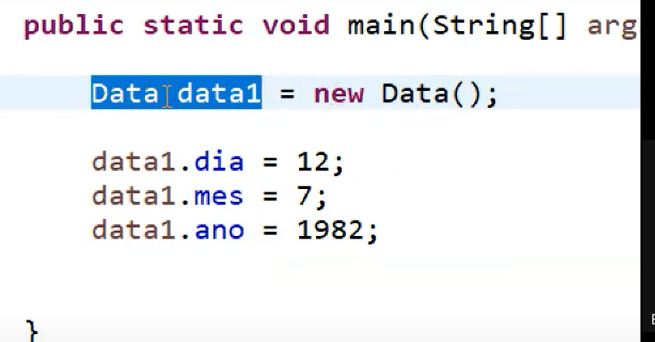 public static void main(String[] arg
Data data1 = new Data();
data1.dia = 12;
data1.mes = 7;
data1.ano = 1982;
}